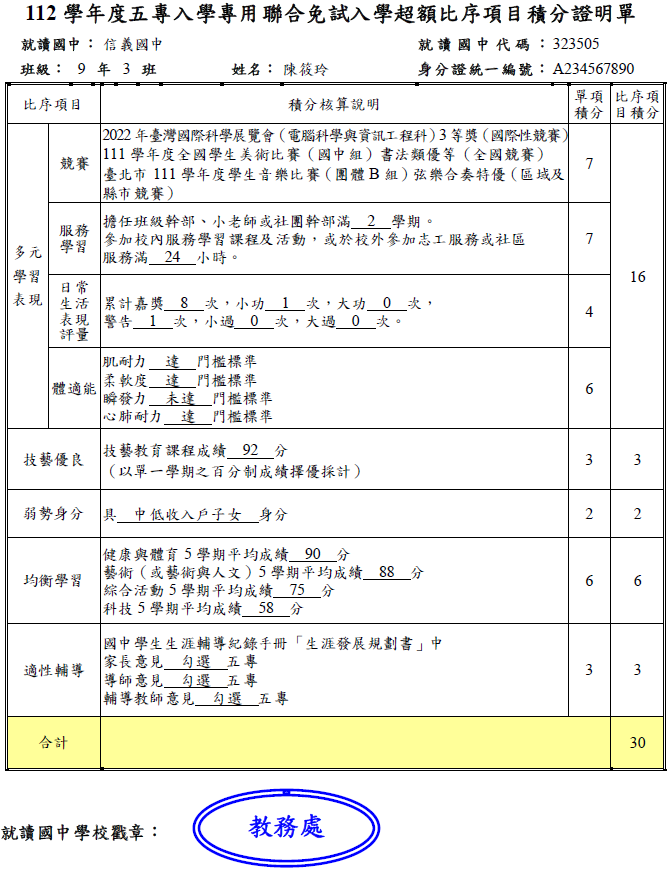 112 學年度五專入學專用聯合免試入學超額比序項目積分證明單
就讀國中： 信義國中 就讀國中代碼：323505
班級： 9 年 3 班 姓名： 陳筱玲 身分證統一編號：A234567890
比序項目 積分核算說明 單項積分 比序項目積分
多元學習表現
競賽
2022 年臺灣國際科學展覽會（電腦科學與資訊工程科）3 等獎（國際性競賽）
111 學年度全國學生美術比賽（國中組）書法類優等（全國競賽）
臺北市 111 學年度學生音樂比賽（團體 B 組）弦樂合奏特優（區域及
縣市競賽）
7
服務
學習
擔任班級幹部、小老師或社團幹部滿 2 學期。
參加校內服務學習課程及活動，或於校外參加志工服務或社區
服務滿 24 小時。
7
16
日常
生活
表現
評量
累計嘉獎 8 次，小功 1 次，大功 0 次，
警告 1 次，小過 0 次，大過 0 次。
4
體適能
肌耐力 達 門檻標準
柔軟度 達 門檻標準
瞬發力 未達 門檻標準
心肺耐力 達 門檻標準
6
技藝優良
技藝教育課程成績 92 分
（以單一學期之百分制成績擇優採計）
3 3
弱勢身分 具 中低收入戶子女 身分 2 2
均衡學習
健康與體育 5 學期平均成績 90 分
藝術（或藝術與人文）5 學期平均成績 88 分
綜合活動 5 學期平均成績 75 分
科技 5 學期平均成績 58 分
6 6
適性輔導
國中學生生涯輔導紀錄手冊「生涯發展規劃書」中
家長意見 勾選 五專
導師意見 勾選 五專
輔導教師意見 勾選 五專
3 3
合計 30
就讀國中學校戳章： 教務處